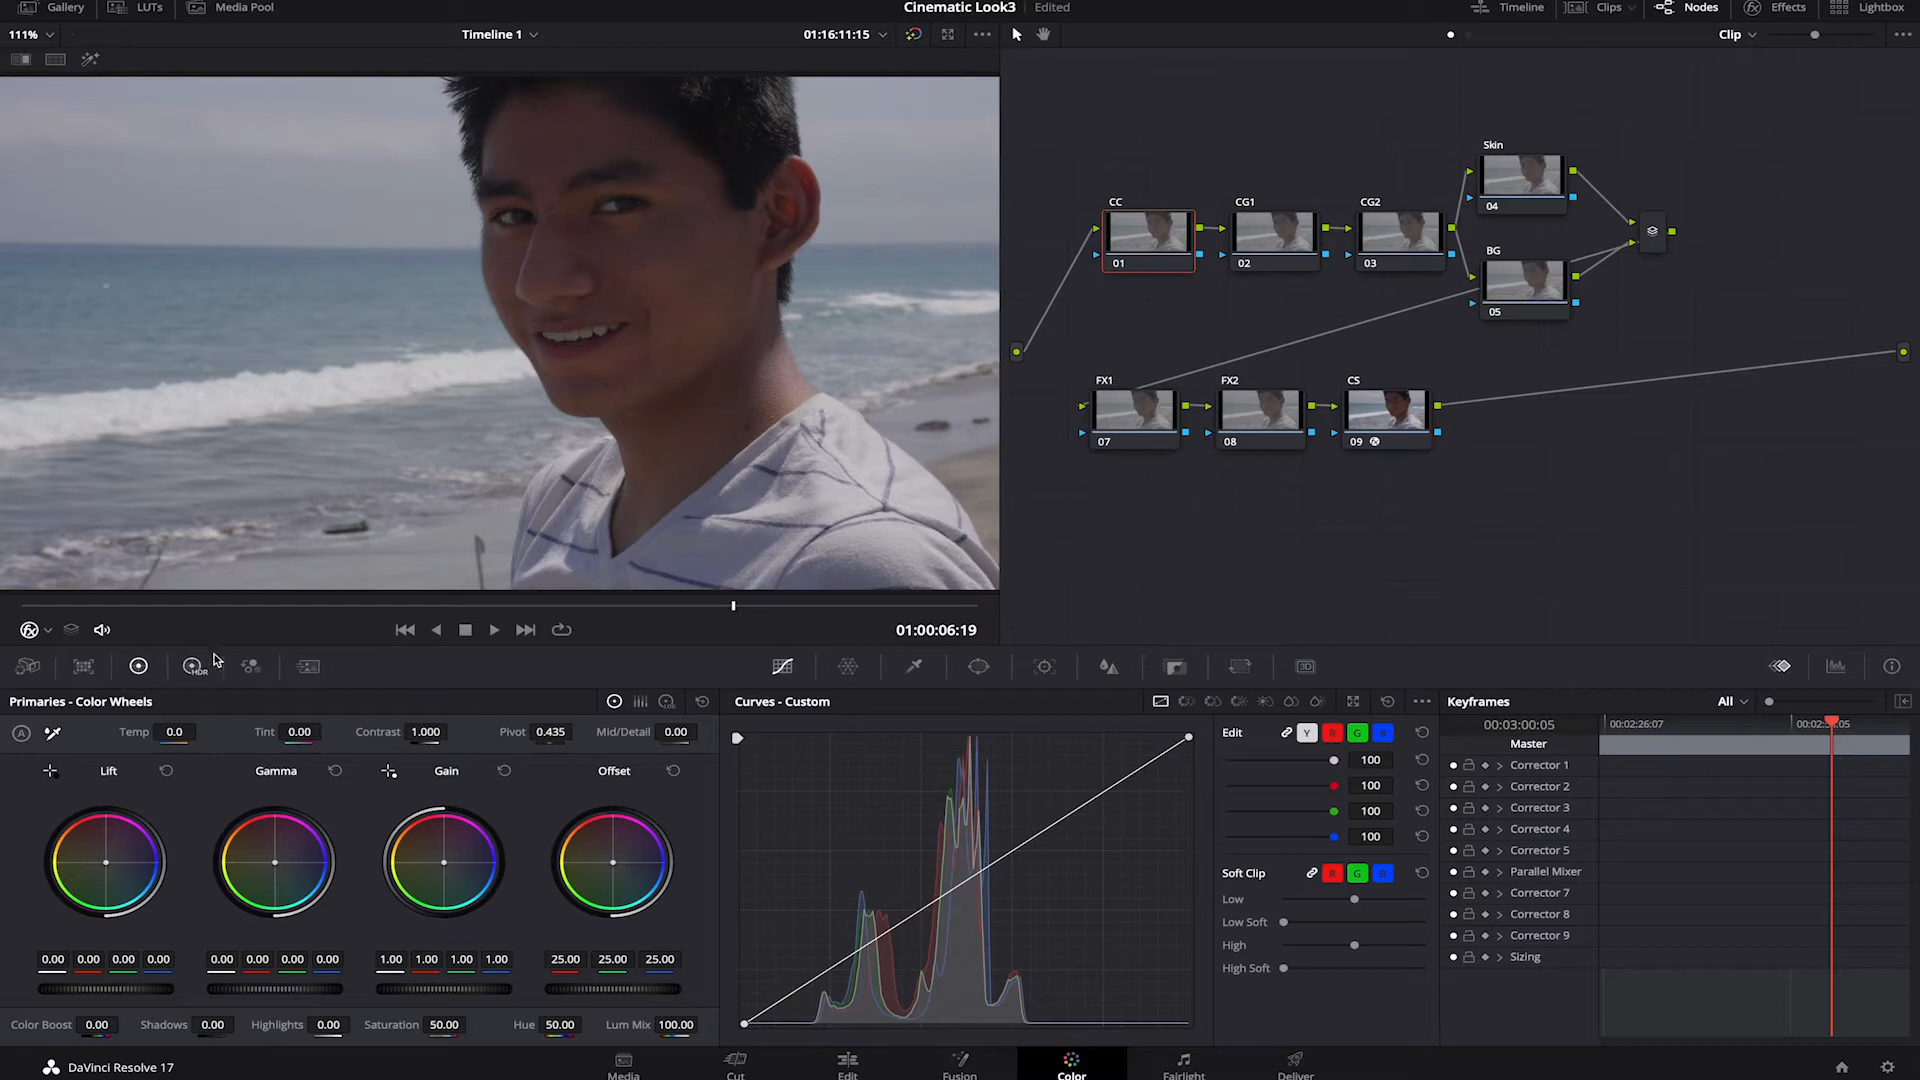 Gallery LUTs Media Pool Cinematic Look3 Edited Timeline Clips Nodes Effects Lightbox
111% Timeline 1 01:16:11:15 Clip
Skin
04
CC CG1 CG2
01 02 03
BG
05
FX1 FX2 CS
07 08 09
01:00:06:19
HDR
Primaries - Color Wheels
A Temp 0.0 Tint 0.00 Contrast 1.000 Pivot 0.435 Mid/Detail 0.00
Lift Gamma Gain Offset
0.00 0.00 0.00 0.00 0.00 0.00 0.00 0.00 1.00 1.00 1.00 1.00 25.00 25.00 25.00
Color Boost 0.00 Shadows 0.00 Highlights 0.00 Saturation 50.00 Hue 50.00 Lum Mix 100.00
Curves - Custom
Edit Y R G B
100
100
100
100
Soft Clip R G B
Low
Low Soft
High
High Soft
Keyframes All
00:03:00:05 00:02:26:07
Master
Corrector 1
Corrector 2
Corrector 3
Corrector 4
Corrector 5
Parallel Mixer
Corrector 7
Corrector 8
Corrector 9
Sizing
DaVinci Resolve 17 Media Cut Edit Fusion Color Fairlight Deliver